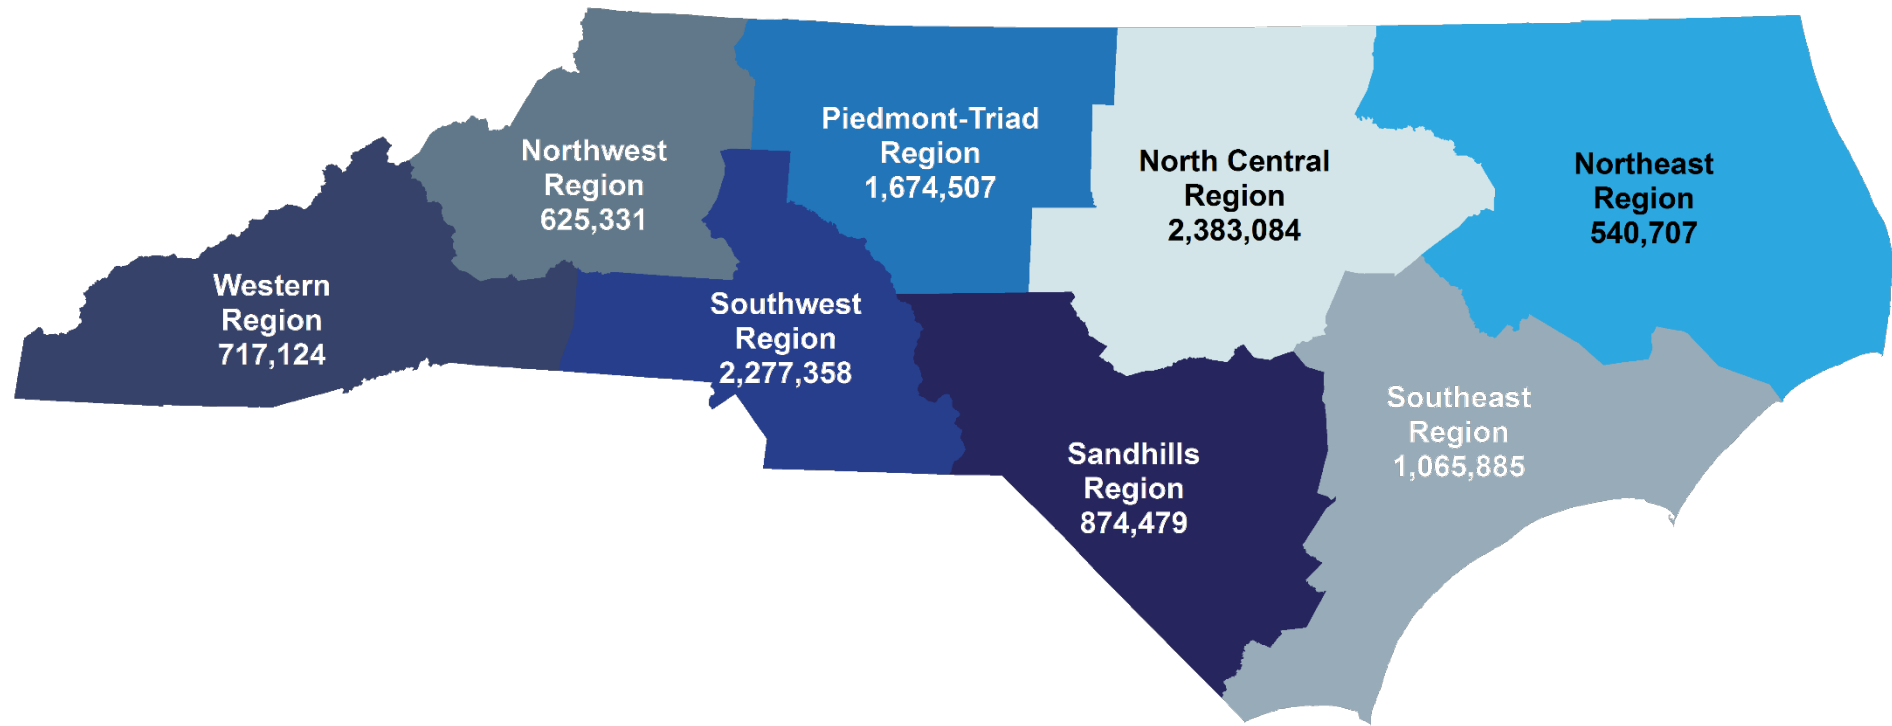 Northwest
Region
625,331
Piedmont-Triad
Region
1,674,507
North Central
Region
2,383,084
Northeast
Region
540,707
Western
Region
717,124
Southwest
Region
2,277,358
Sandhills
Region
874,479
Southeast
Region
1,065,885